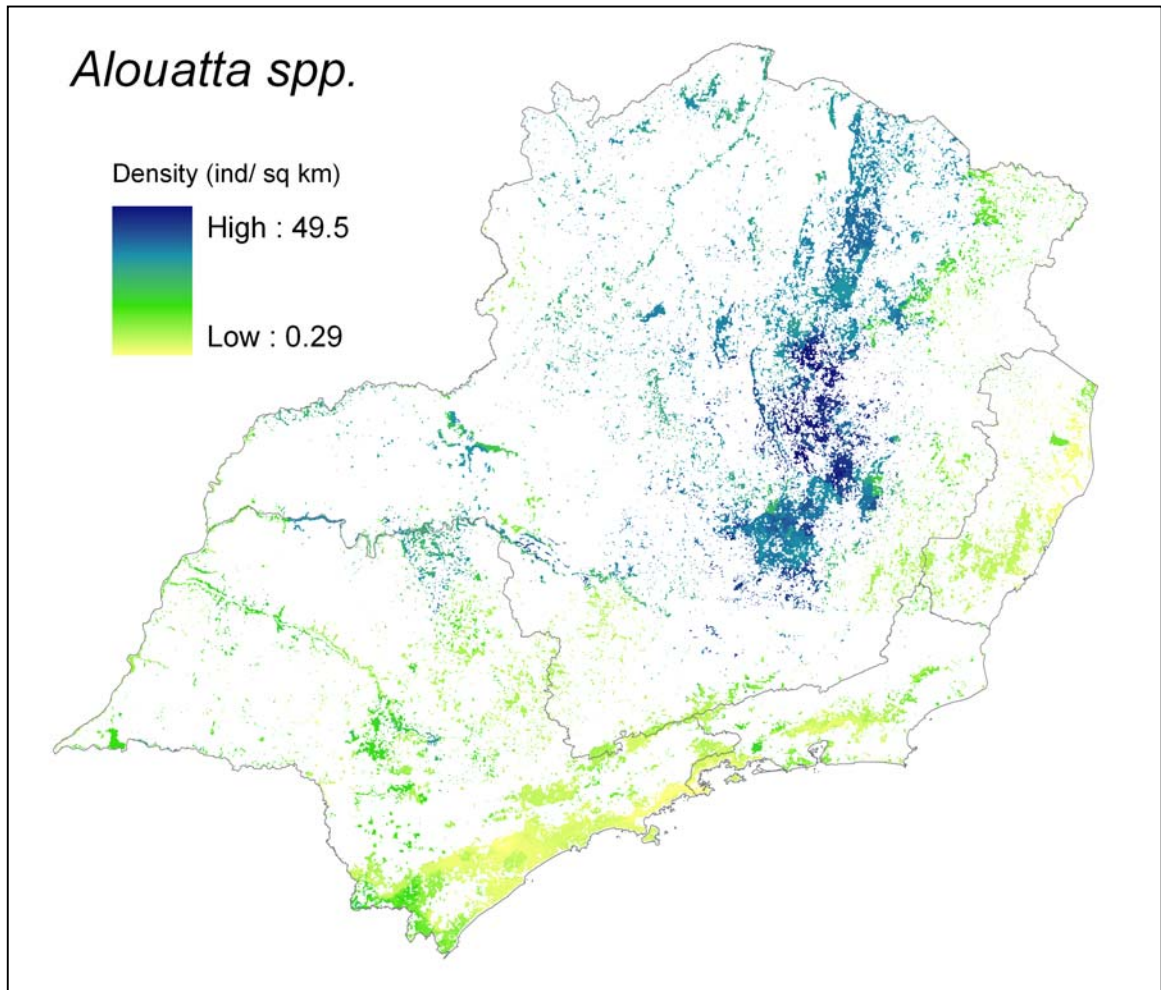 Alouatta spp.
Density (ind/ sq km)
High : 49.5
Low : 0.29